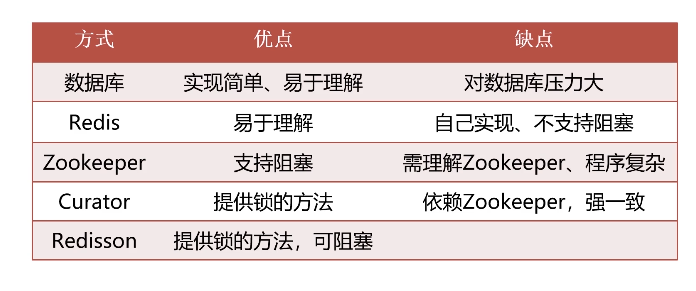 方式 优点 缺点
数据库 实现简单、易于理解 对数据库压力大
Redis 易于理解 自己实现、不支持阻塞
Zookeeper 支持阻塞 需理解Zookeeper、程序复杂
Curator 提供锁的方法 依赖Zookeeper，强一致
Redisson 提供锁的方法，可阻塞